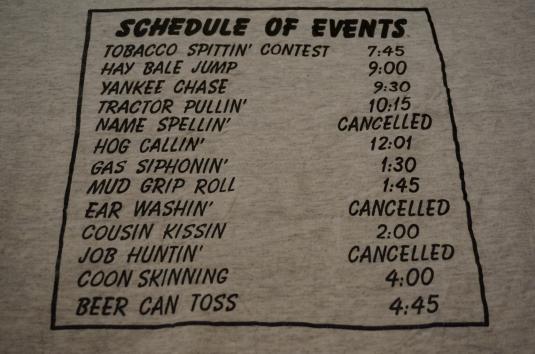 SCHEDULE OF EVENTS
TOBACCO SPITTIN' CONTEST 7:45
HAY BALE JUMP 9:00
YANKEE CHASE 9:30
TRACTOR PULLIN' 10:15
NAME SPELLIN' CANCELLED
HOG CALLIN' 12:01
GAS SIPHONIN' 1:30
MUD GRIP ROLL 1:45
EAR WASHIN' CANCELLED
COUSIN KISSIN 2:00
JOB HUNTIN' CANCELLED
COON SKINNING 4:00
BEER CAN TOSS 4:45